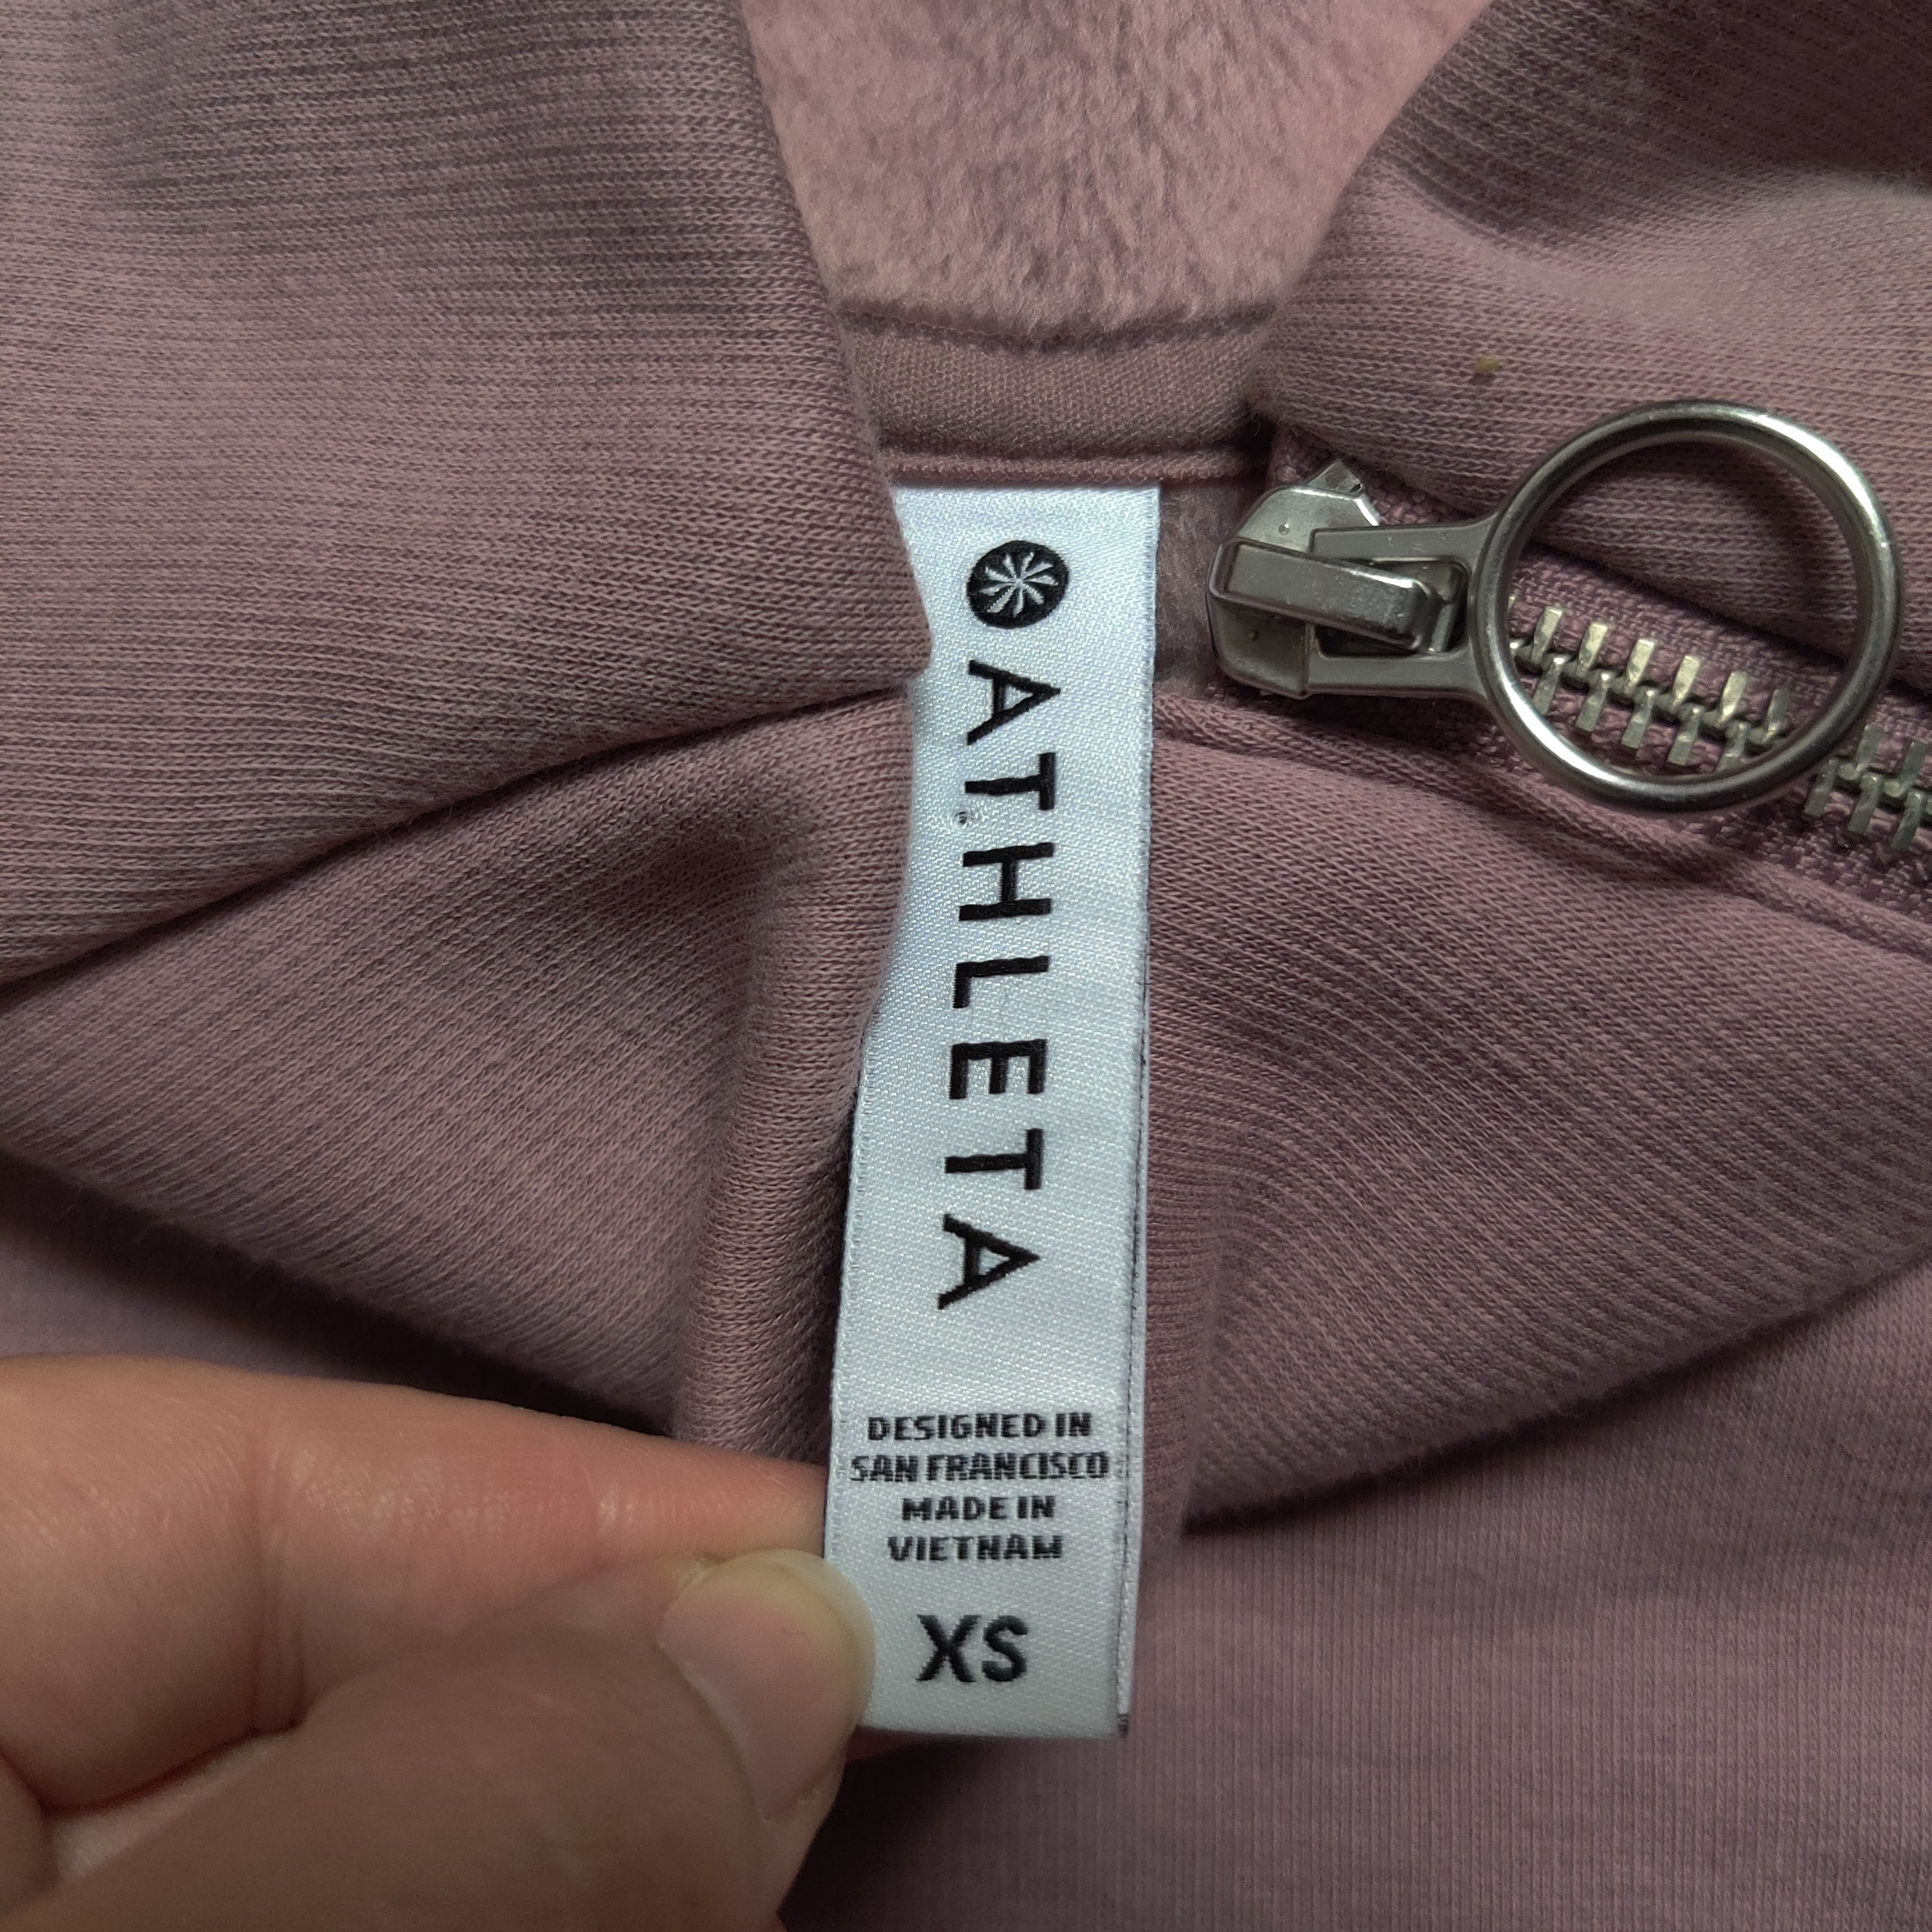 ATHLETA
DESIGNED IN
SAN FRANCISCO
MADE IN
VIETNAM
XS